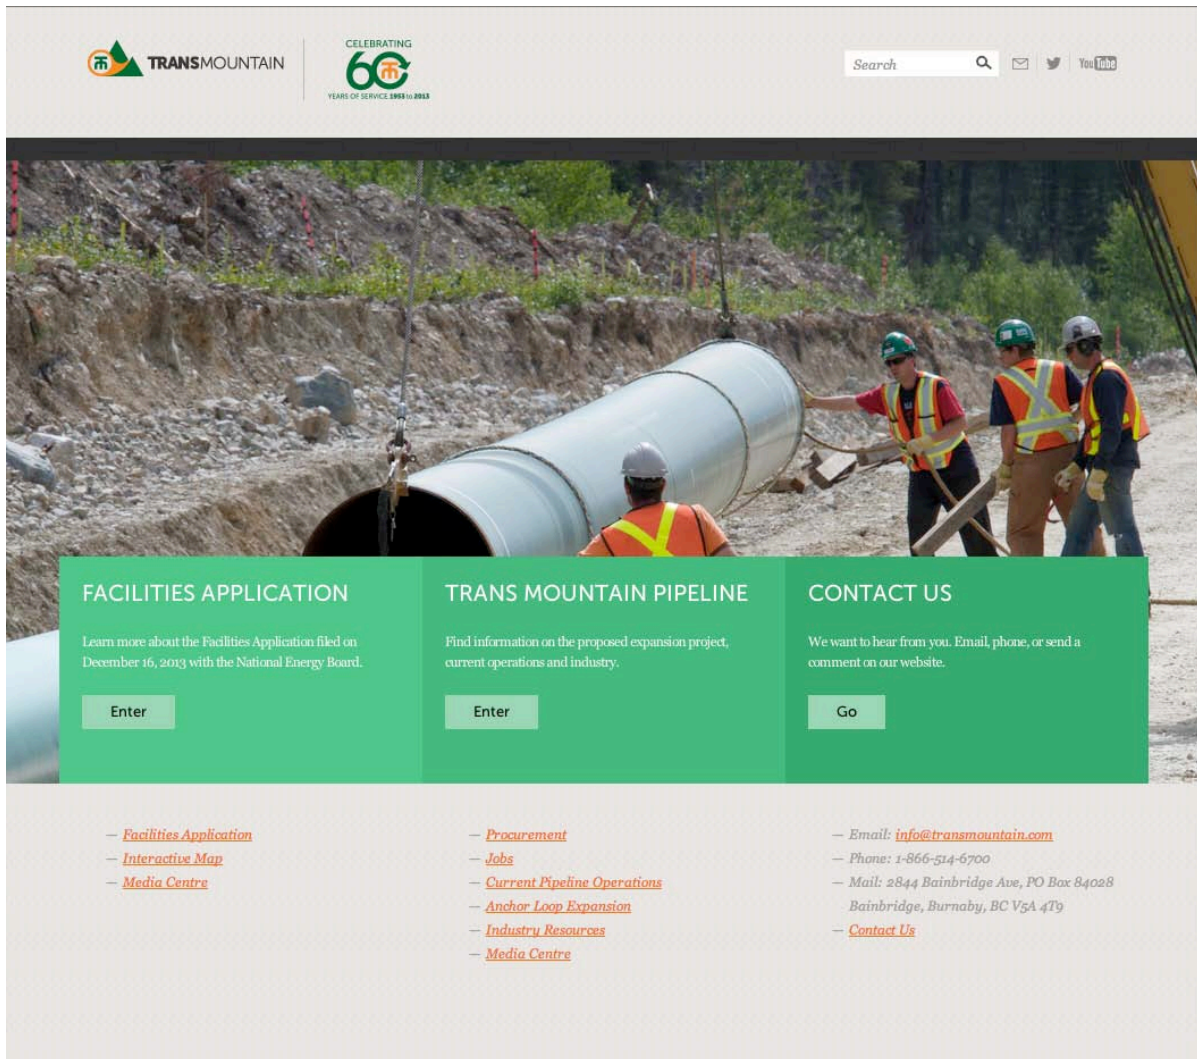 TRANSMOUNTAIN
CELEBRATING
60
YEARS OF SERVICE 1953 to 2013
Search
You Tube
FACILITIES APPLICATION
Learn more about the Facilities Application filed on
December 16, 2013 with the National Energy Board.
Enter
TRANS MOUNTAIN PIPELINE
Find information on the proposed expansion project,
current operations and industry.
Enter
CONTACT US
We want to hear from you. Email, phone, or send a
comment on our website.
Go
— Facilities Application
— Interactive Map
— Media Centre
— Procurement
— Jobs
— Current Pipeline Operations
— Anchor Loop Expansion
— Industry Resources
— Media Centre
— Email: info@transmountain.com
— Phone: 1-866-514-6700
— Mail: 2844 Bainbridge Ave, PO Box 84028
Bainbridge, Burnaby, BC V5A 4T9
— Contact Us